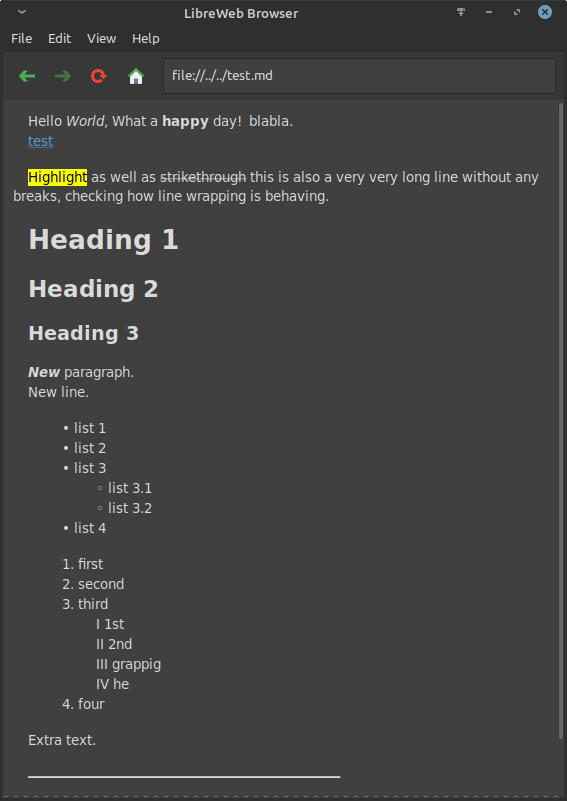 LibreWeb Browser
File Edit View Help
file://../../test.md
Hello World, What a happy day! blabla.
test
Highlight as well as strikethrough this is also a very very long line without any
breaks, checking how line wrapping is behaving.
Heading 1
Heading 2
Heading 3
New paragraph.
New line.
• list 1
• list 2
• list 3
◦ list 3.1
◦ list 3.2
• list 4
1. first
2. second
3. third
I 1st
II 2nd
III grappig
IV he
4. four
Extra text.